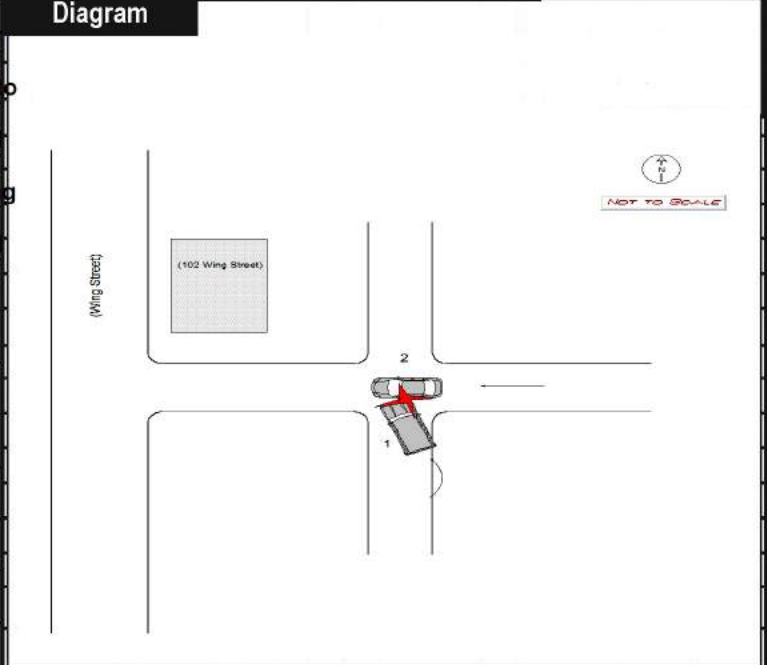 Diagram
o
g
N
NOT TO SCALE
(102 Wing Street)
(Wing Street)
2
1